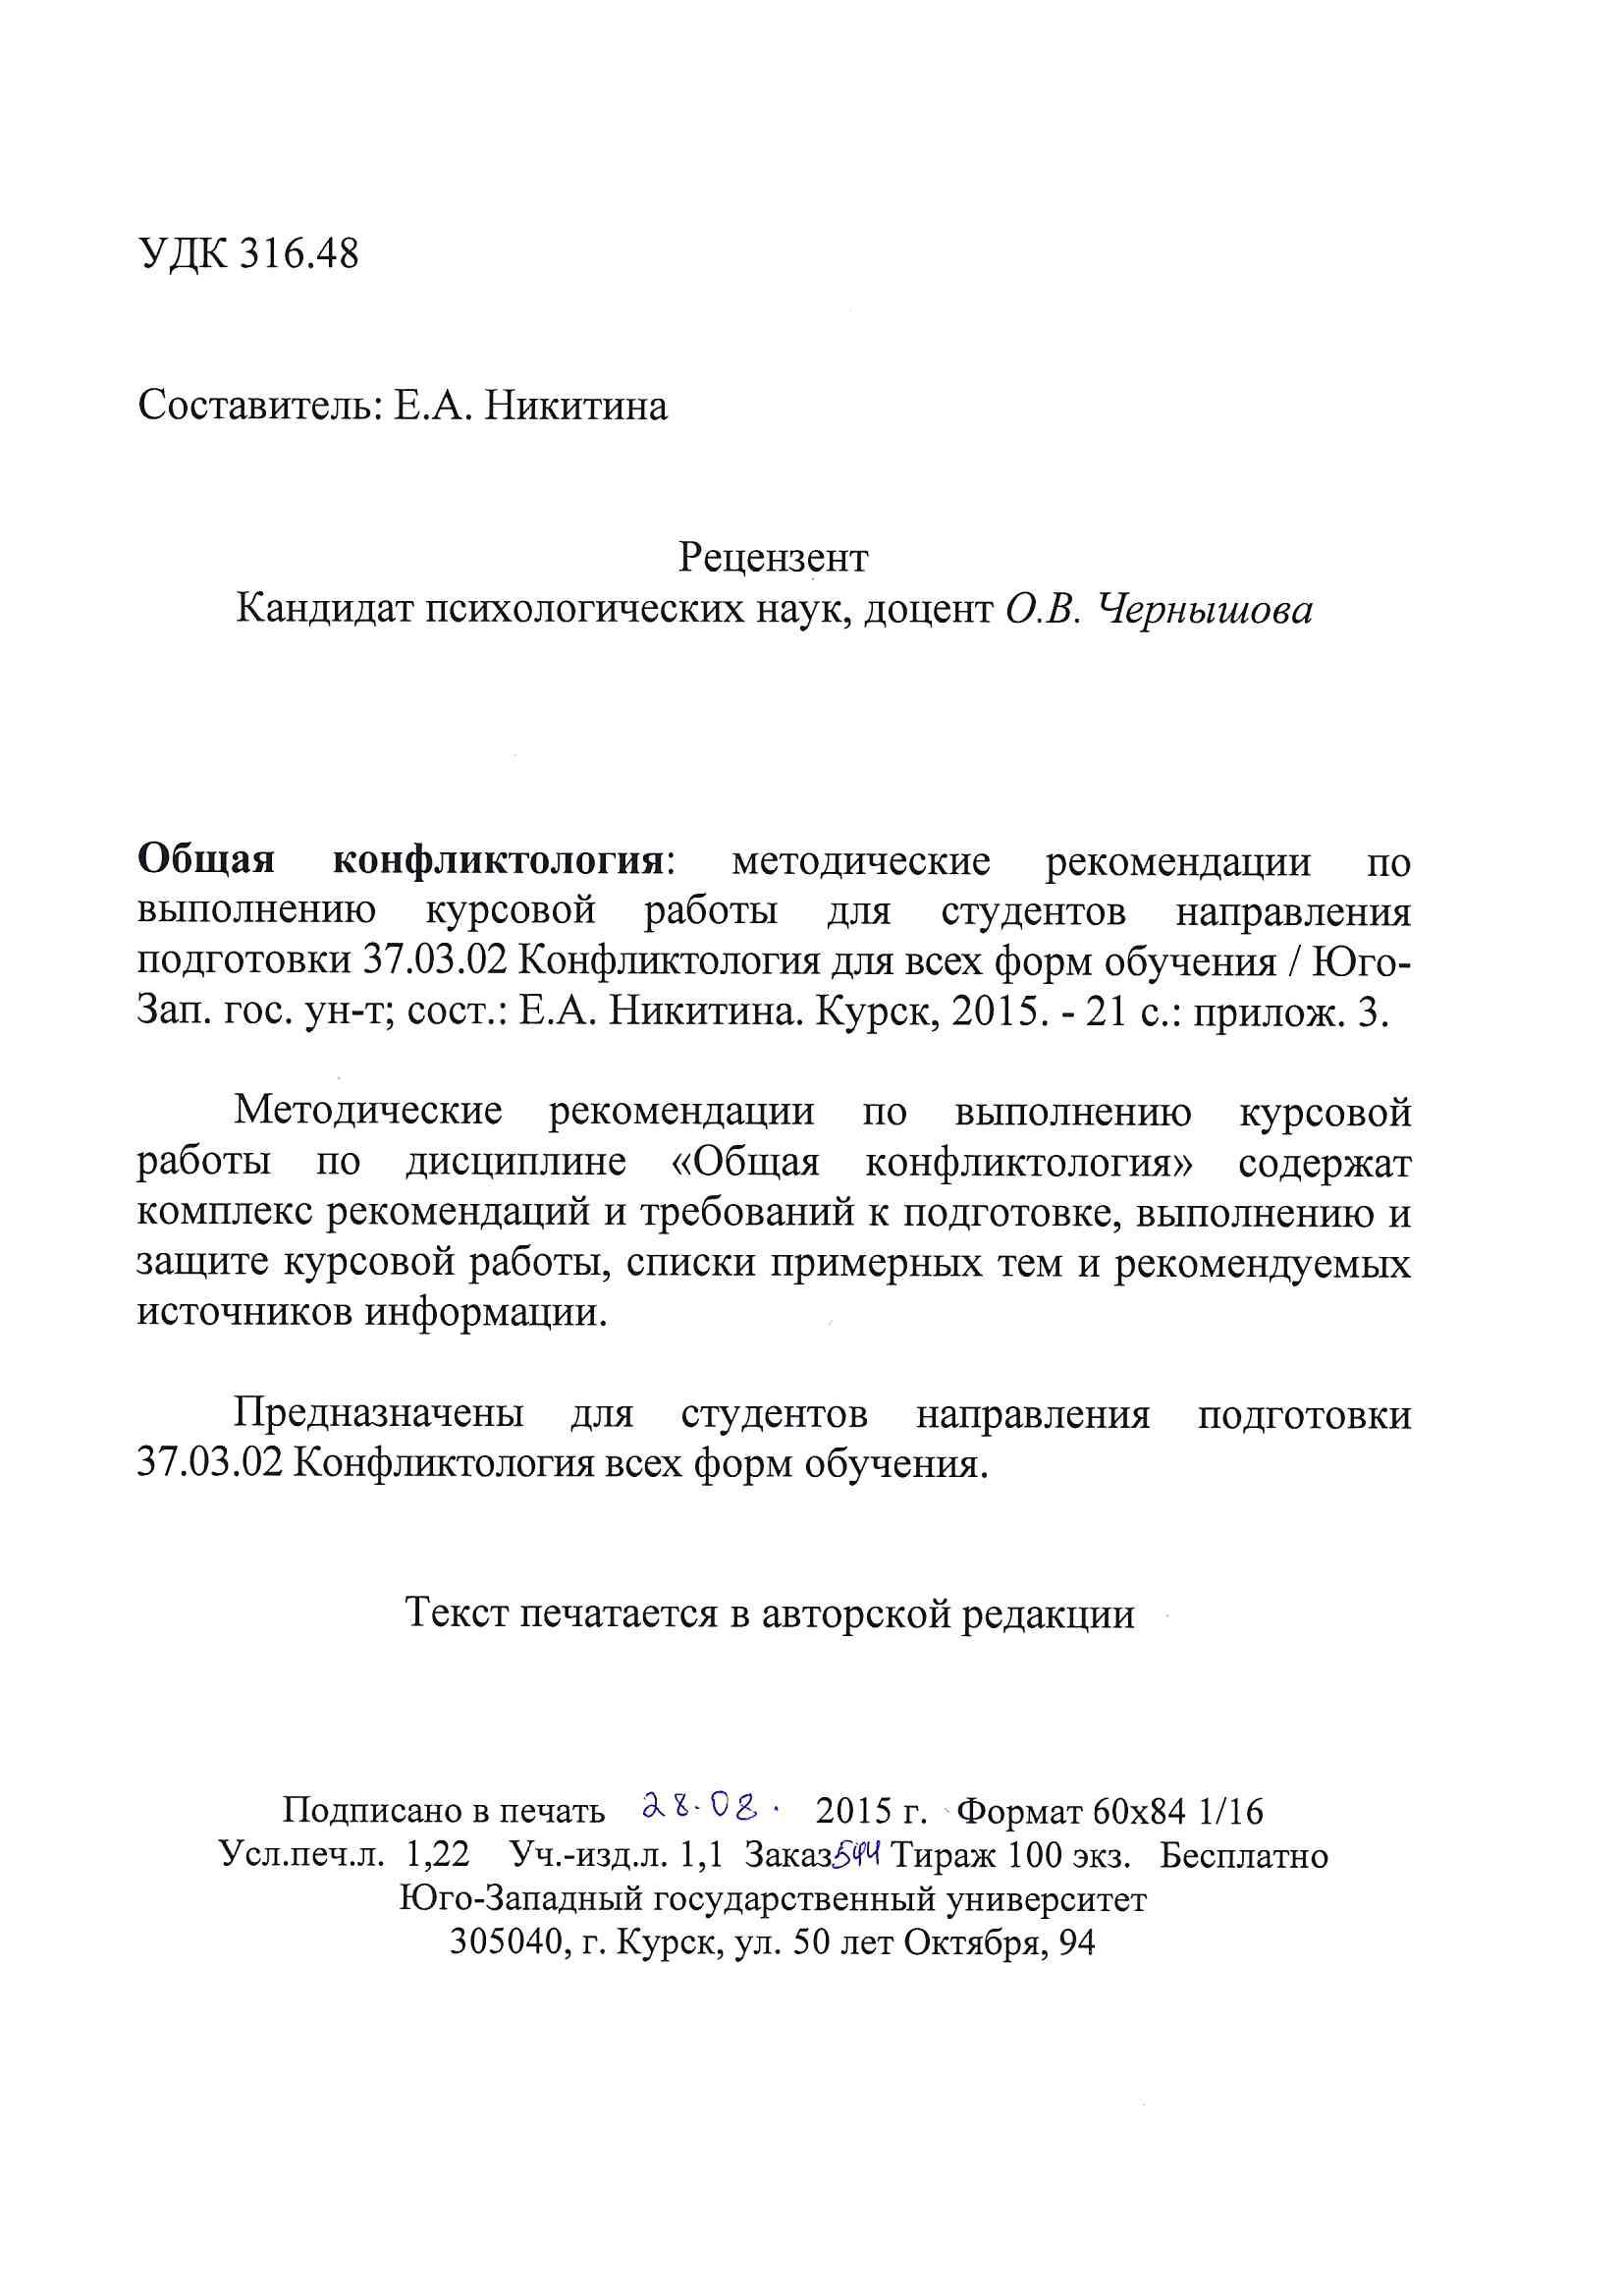 УДК 316.48
Составитель: Е.А. Никитина
Рецензент
Кандидат психологических наук, доцент О.В. Чернышова
Общая конфликтология: методические рекомендации по
выполнению курсовой работы для студентов направления
подготовки 37.03.02 Конфликтология для всех форм обучения / Юго-
Зап. гос. ун-т; сост.: Е.А. Никитина. Курск, 2015. - 21 с.: прилож. 3.
Методические рекомендации по выполнению курсовой
работы по дисциплине «Общая конфликтология» содержат
комплекс рекомендаций и требований к подготовке, выполнению и
защите курсовой работы, списки примерных тем и рекомендуемых
источников информации.
Предназначены для студентов направления подготовки
37.03.02 Конфликтология всех форм обучения.
Текст печатается в авторской редакции
Подписано в печать 28.08. 2015 г. Формат 60х84 1/16
Усл.печ.л. 1,22 Уч.-изд.л. 1,1 Заказ 544 Тираж 100 экз. Бесплатно
Юго-Западный государственный университет
305040, г. Курск, ул. 50 лет Октября, 94